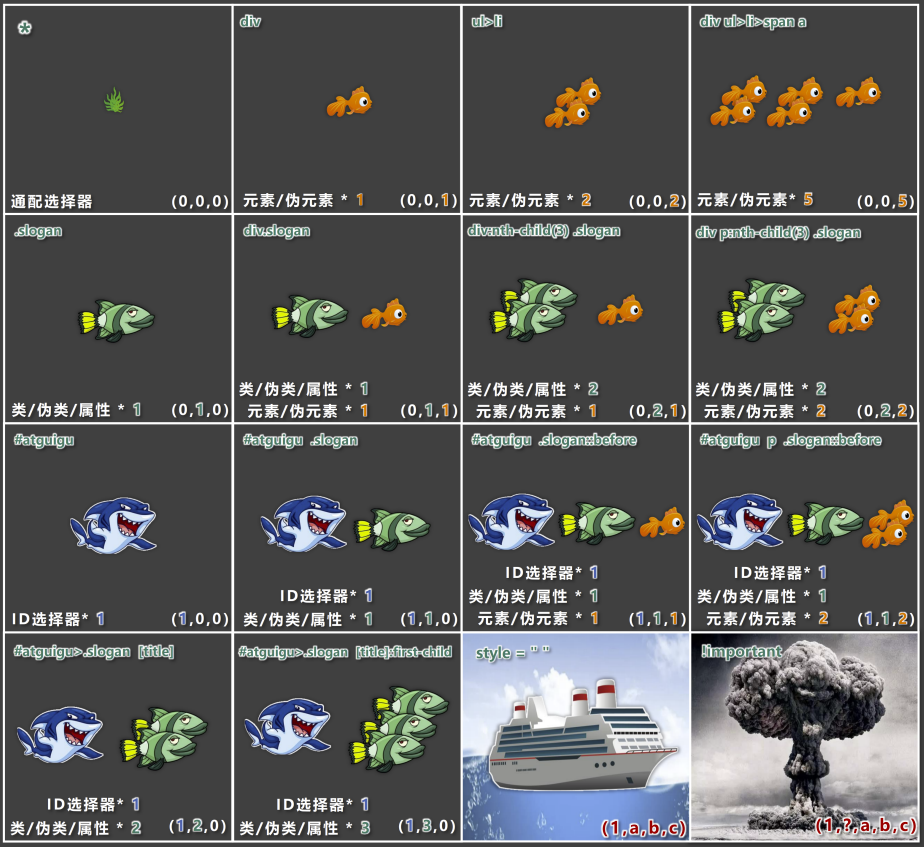 *
通配选择器 (0,0,0)
div
元素/伪元素 * 1 (0,0,1)
ul>li
元素/伪元素 * 2 (0,0,2)
div ul>li>span a
元素/伪元素* 5 (0,0,5)
.slogan
类/伪类/属性 * 1 (0,1,0)
div.slogan
类/伪类/属性 * 1
元素/伪元素 * 1 (0,1,1)
div:nth-child(3) .slogan
类/伪类/属性 * 2
元素/伪元素 * 1 (0,2,1)
div p:nth-child(3) .slogan
类/伪类/属性 * 2
元素/伪元素 * 2 (0,2,2)
#atguigu
ID选择器* 1 (1,0,0)
#atguigu .slogan
ID选择器* 1
类/伪类/属性 * 1 (1,1,0)
#atguigu .slogan::before
ID选择器* 1
类/伪类/属性 * 1
元素/伪元素 * 1 (1,1,1)
#atguigu p .slogan::before
ID选择器* 1
类/伪类/属性 * 1
元素/伪元素 * 2 (1,1,2)
#atguigu>.slogan [title]
ID选择器* 1
类/伪类/属性 * 2 (1,2,0)
#atguigu>.slogan [title]:first-child
ID选择器* 1
类/伪类/属性 * 3 (1,3,0)
style = " "
(1,a,b,c)
!important
(1,?,a,b,c)